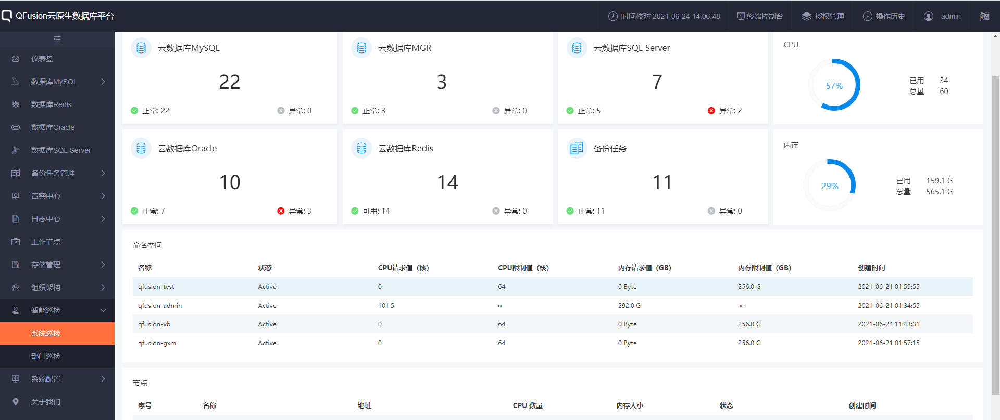 QFusion云原生数据库平台
时间校对 2021-06-24 14:06:48
终端控制台
授权管理
操作历史
admin
仪表盘
数据库MySQL
数据库Redis
数据库Oracle
数据库SQL Server
备份任务管理
告警中心
日志中心
工作节点
存储管理
组织架构
智能巡检
系统巡检
部门巡检
系统配置
关于我们
云数据库MySQL
22
正常: 22
异常: 0
云数据库MGR
3
正常: 3
异常: 0
云数据库SQL Server
7
正常: 5
异常: 2
CPU
57%
已用 34
总量 60
云数据库Oracle
10
正常: 7
异常: 3
云数据库Redis
14
可用: 14
异常: 0
备份任务
11
正常: 11
异常: 0
内存
29%
已用 159.1 G
总量 565.1 G
命名空间
名称 状态 CPU请求值（核） CPU限制值（核） 内存请求值（GB） 内存限制值（GB） 创建时间
qfusion-test Active 0 64 0 Byte 256.0 G 2021-06-21 01:59:55
qfusion-admin Active 101.5 ∞ 292.0 G ∞ 2021-06-21 01:34:55
qfusion-vb Active 0 64 0 Byte 256.0 G 2021-06-24 11:43:31
qfusion-gxm Active 0 64 0 Byte 256.0 G 2021-06-21 01:57:15
节点
序号 名称 地址 CPU 数量 内存大小 状态 创建时间